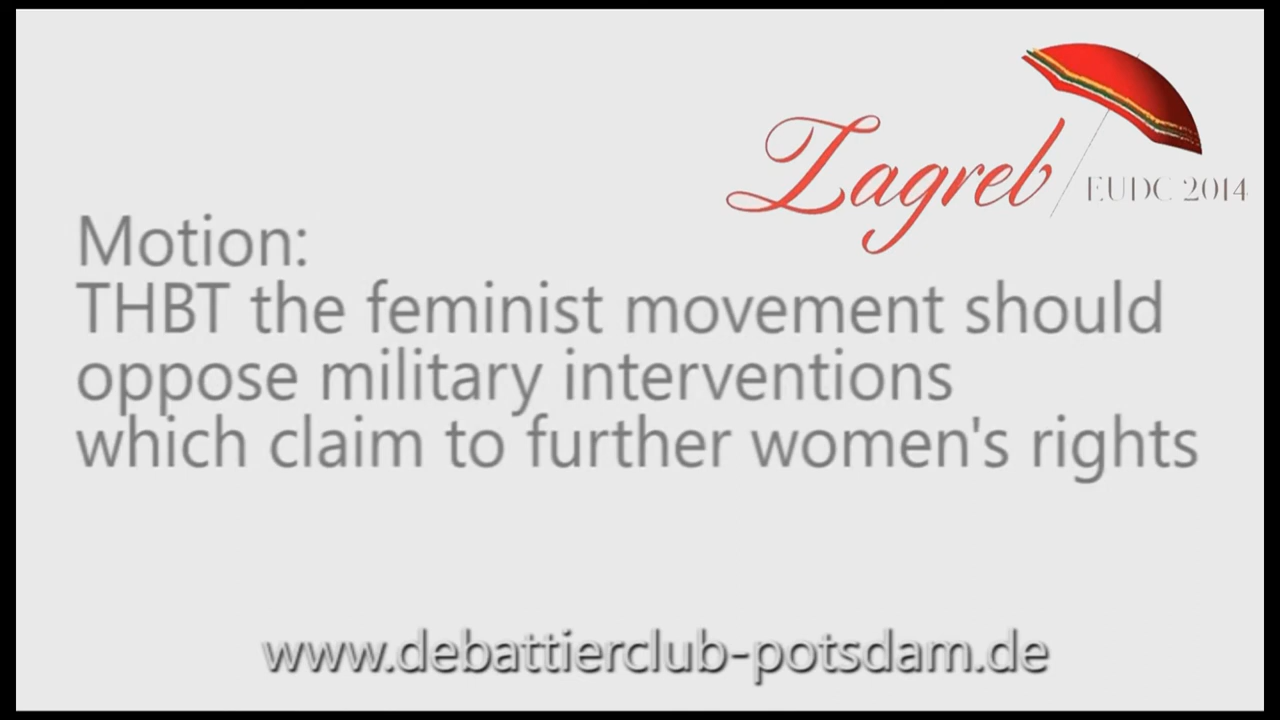 Zagreb
EUDC 2014
Motion:
THBT the feminist movement should
oppose military interventions
which claim to further women's rights
www.debattierclub-potsdam.de